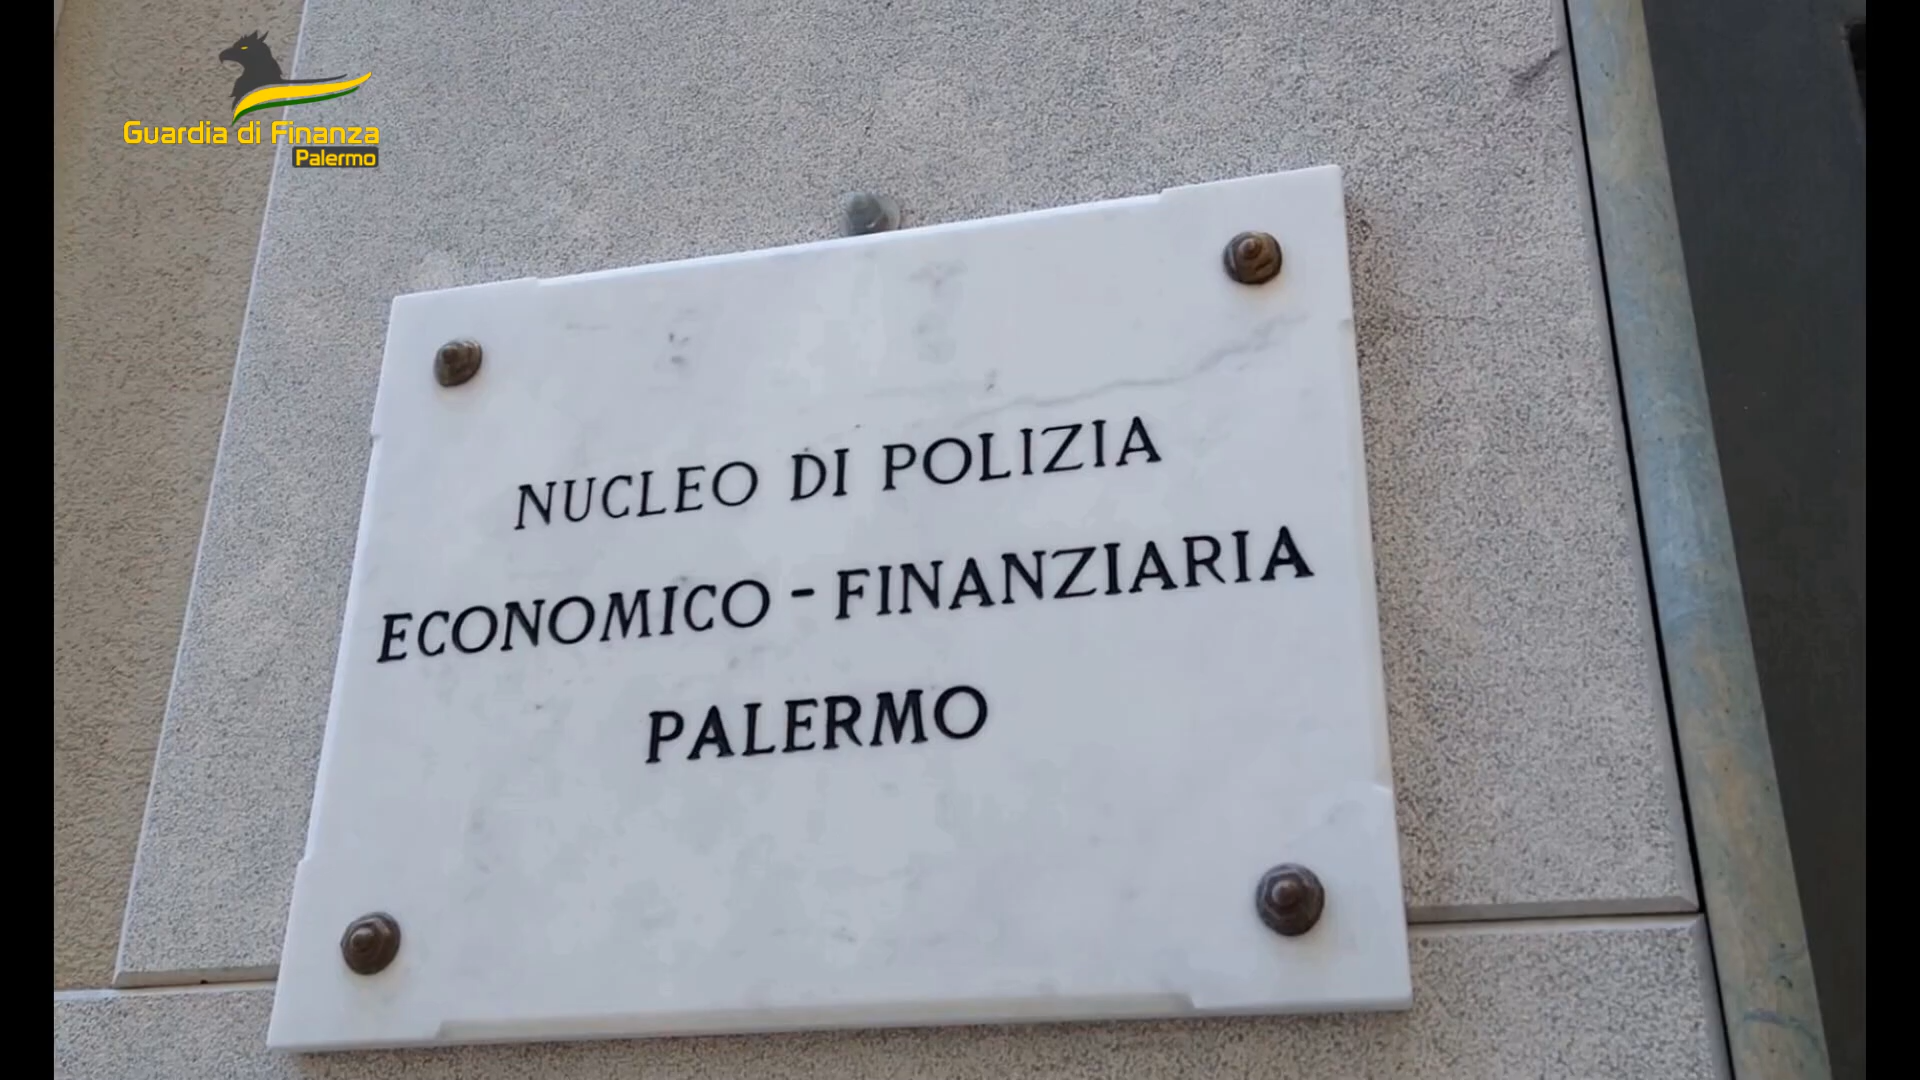 Guardia di Finanza
Palermo
NUCLEO DI POLIZIA
ECONOMICO - FINANZIARIA
PALERMO